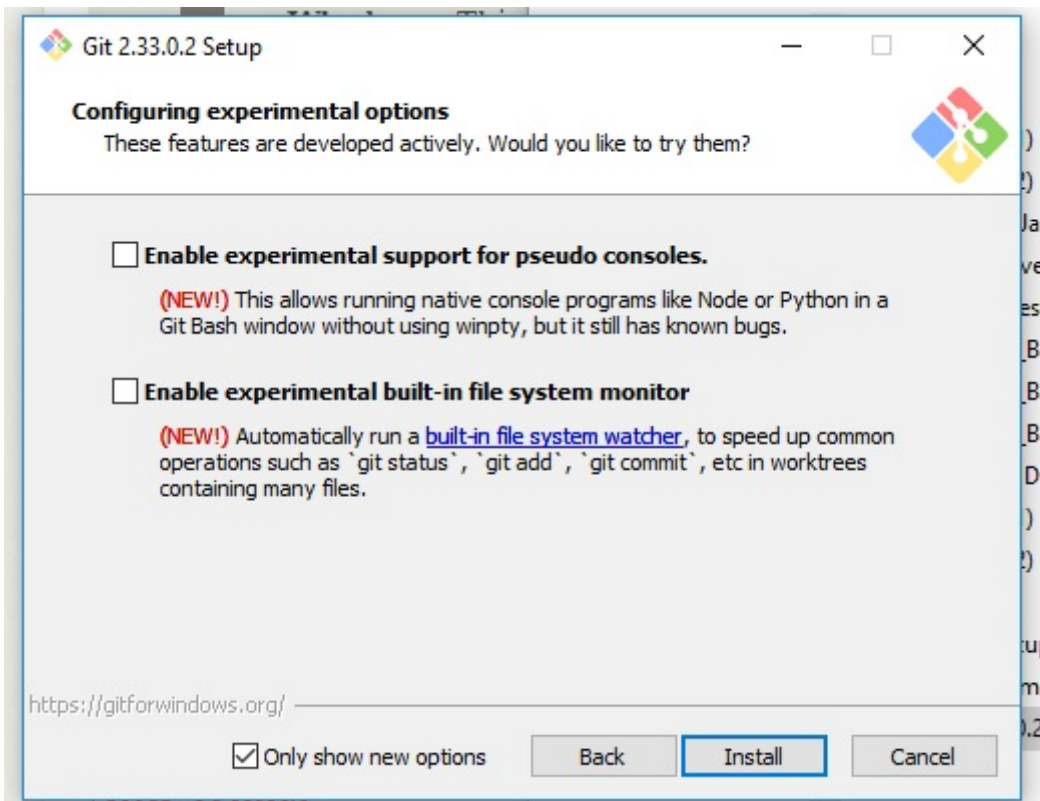 Git 2.33.0.2 Setup
Configuring experimental options
These features are developed actively. Would you like to try them?
Enable experimental support for pseudo consoles.
(NEW!) This allows running native console programs like Node or Python in a
Git Bash window without using winpty, but it still has known bugs.
Enable experimental built-in file system monitor
(NEW!) Automatically run a built-in file system watcher, to speed up common
operations such as `git status`, `git add`, `git commit`, etc in worktrees
containing many files.
https://gitforwindows.org/
Only show new options
Back
Install
Cancel